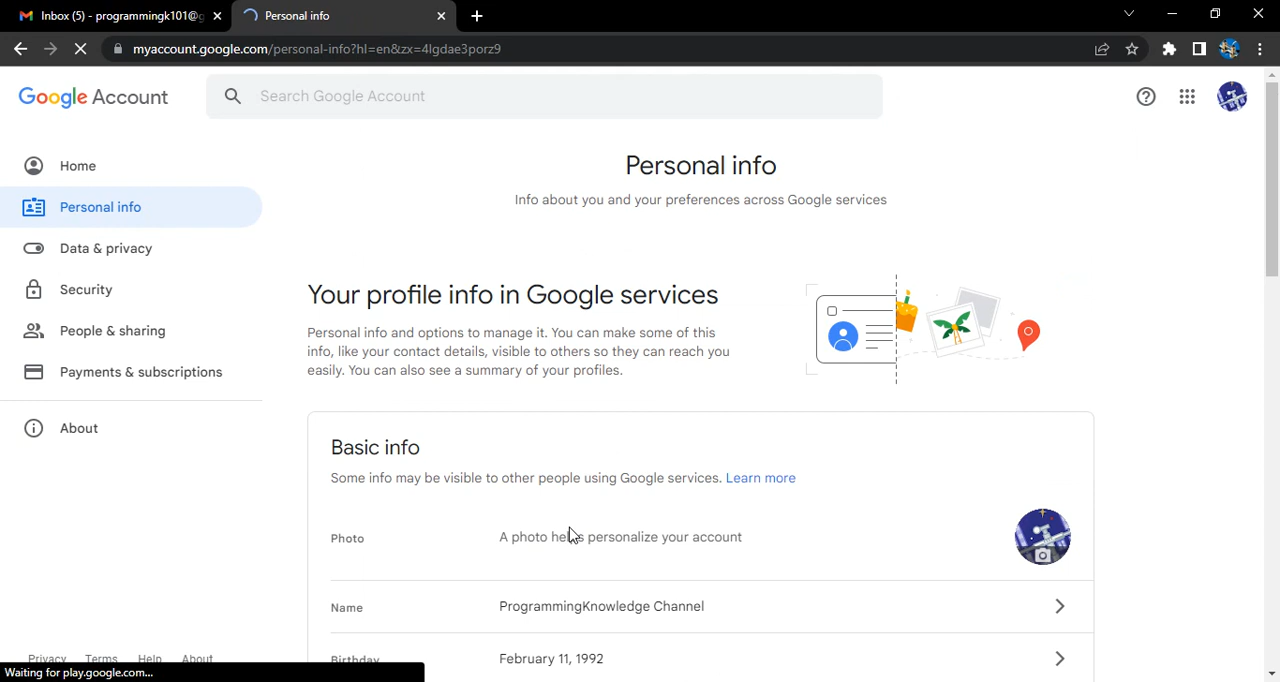 Inbox (5) - programmingk101@g
Personal info
myaccount.google.com/personal-info?hl=en&zx=4lgdae3porz9
Google Account
Search Google Account
Home
Personal info
Data & privacy
Security
People & sharing
Payments & subscriptions
About
Personal info
Info about you and your preferences across Google services
Your profile info in Google services
Personal info and options to manage it. You can make some of this
info, like your contact details, visible to others so they can reach you
easily. You can also see a summary of your profiles.
Basic info
Some info may be visible to other people using Google services. Learn more
Photo
A photo helps personalize your account
Name
ProgrammingKnowledge Channel
Birthday
February 11, 1992
Privacy Terms Help About
Waiting for play.google.com...